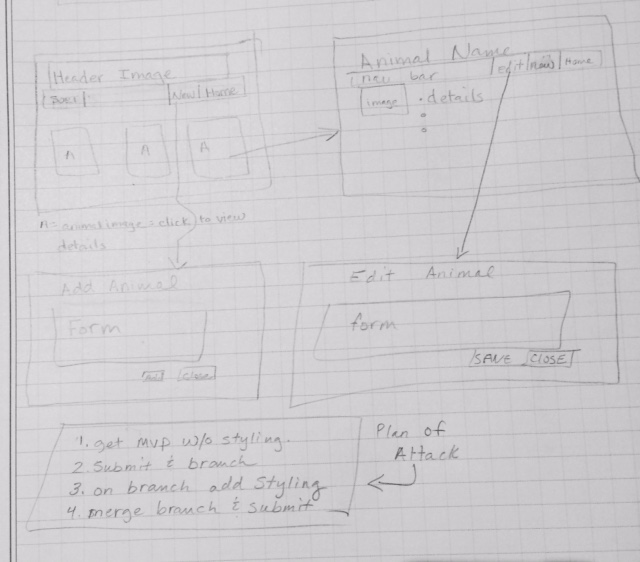 Header Image
New Home
A A A
A = animal image : click to view
details
Animal Name
nav bar
edit New Home
image
• details
Add Animal
Form
Add Close
Edit Animal
form
SAVE CLOSE
1. get MVP w/o styling.
2. Submit & branch
3. on branch add Styling
4. merge branch & submit
Plan of
Attack